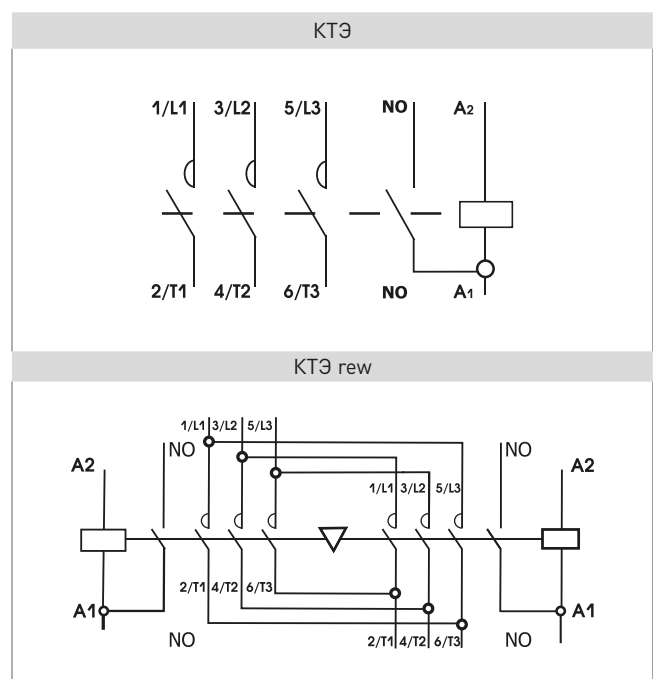 КТЭ
1/L1 3/L2 5/L3 NO A2
2/T1 4/T2 6/T3 NO A1
КТЭ rew
1/L1 3/L2 5/L3
NO NO
A2 A2
1/L1 3/L2 5/L3
2/T1 4/T2 6/T3
A1 A1
NO 2/T1 4/T2 6/T3 NO